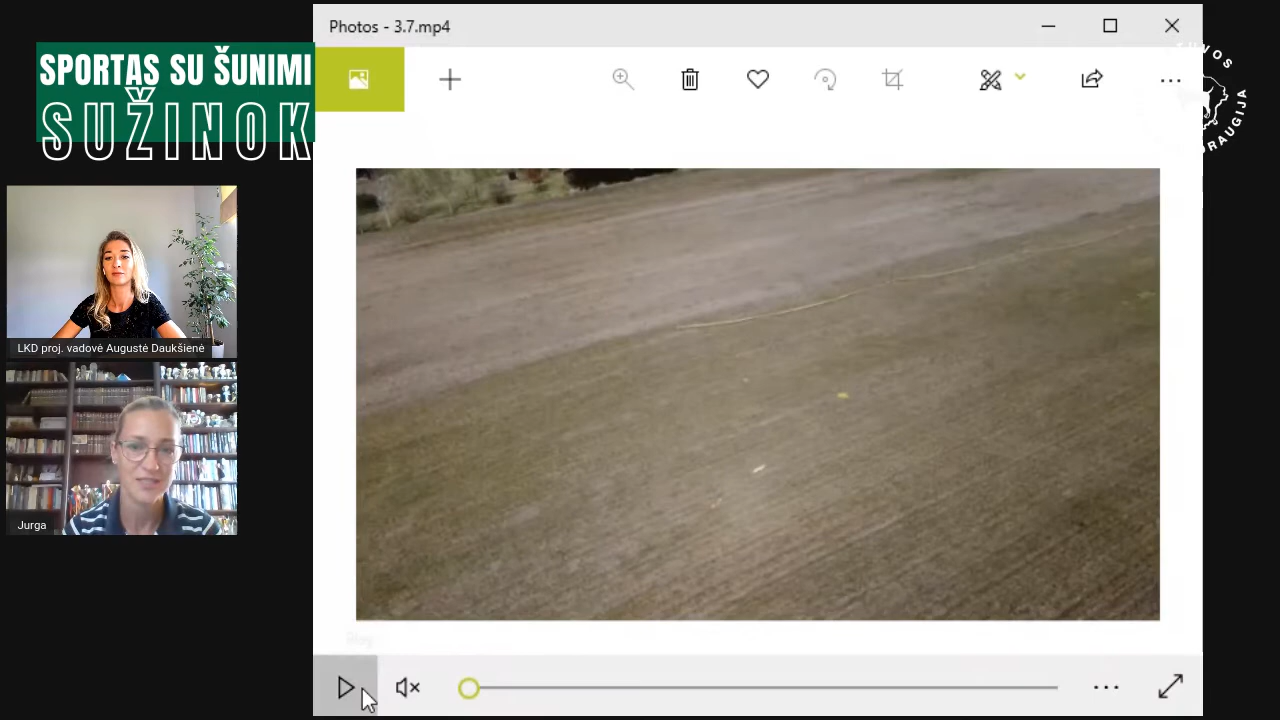 Photos - 3.7.mp4
SPORTAS SU ŠUNIMI
SUŽINOK
LKD proj. vadovė Augustė Daukšienė
Jurga